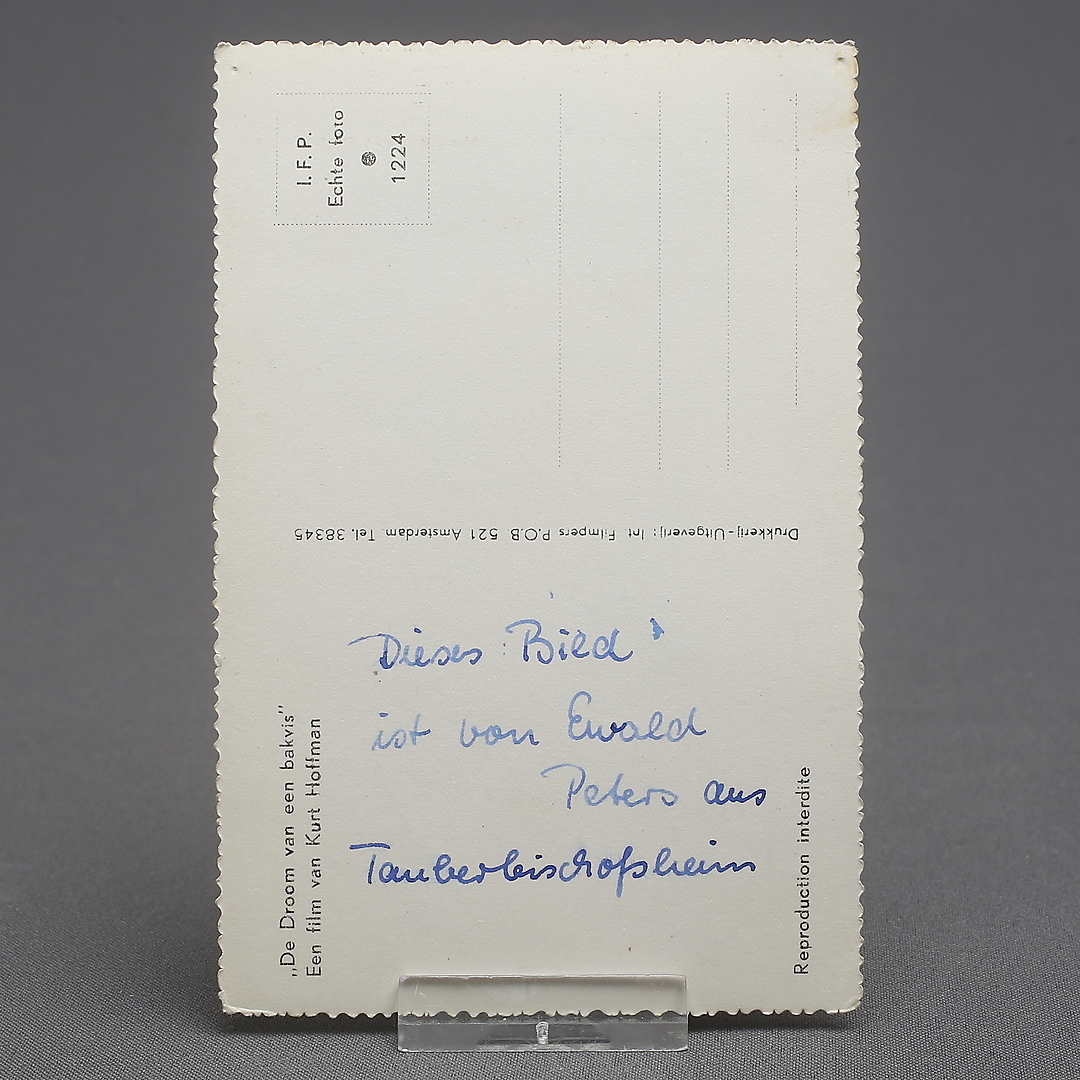 I. F. P.
Echte foto
1224
Drukkerij-Uitgeverij: Int. Filmpers P.O.B. 521 Amsterdam. Tel. 38345
Dieses Bild
ist von Ewald
Peters aus
Tauberbischofsheim
„De Droom van een bakvis”
Een film van Kurt Hoffman
Reproduction interdite